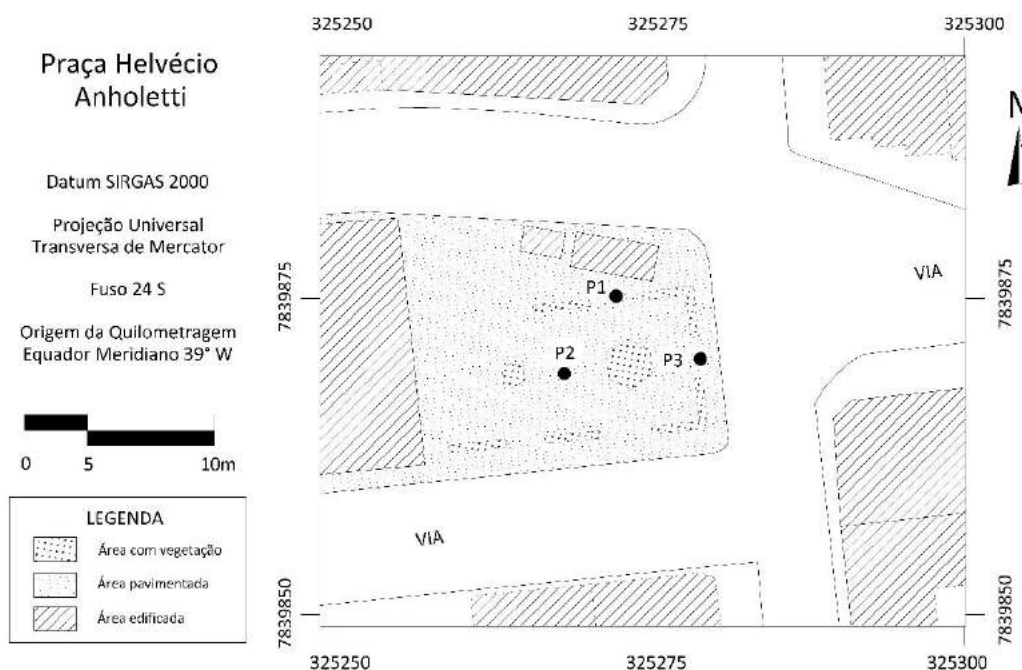 Praça Helvécio
Anholetti
Datum SIRGAS 2000
Projeção Universal
Transversa de Mercator
Fuso 24 S
Origem da Quilometragem
Equador Meridiano 39° W
0 5 10m
LEGENDA
Área com vegetação
Área pavimentada
Área edificada
325250 325275 325300
N
7839875
7839875
VIA
P1
P2
P3
VIA
7839850
7839850
325250 325275 325300